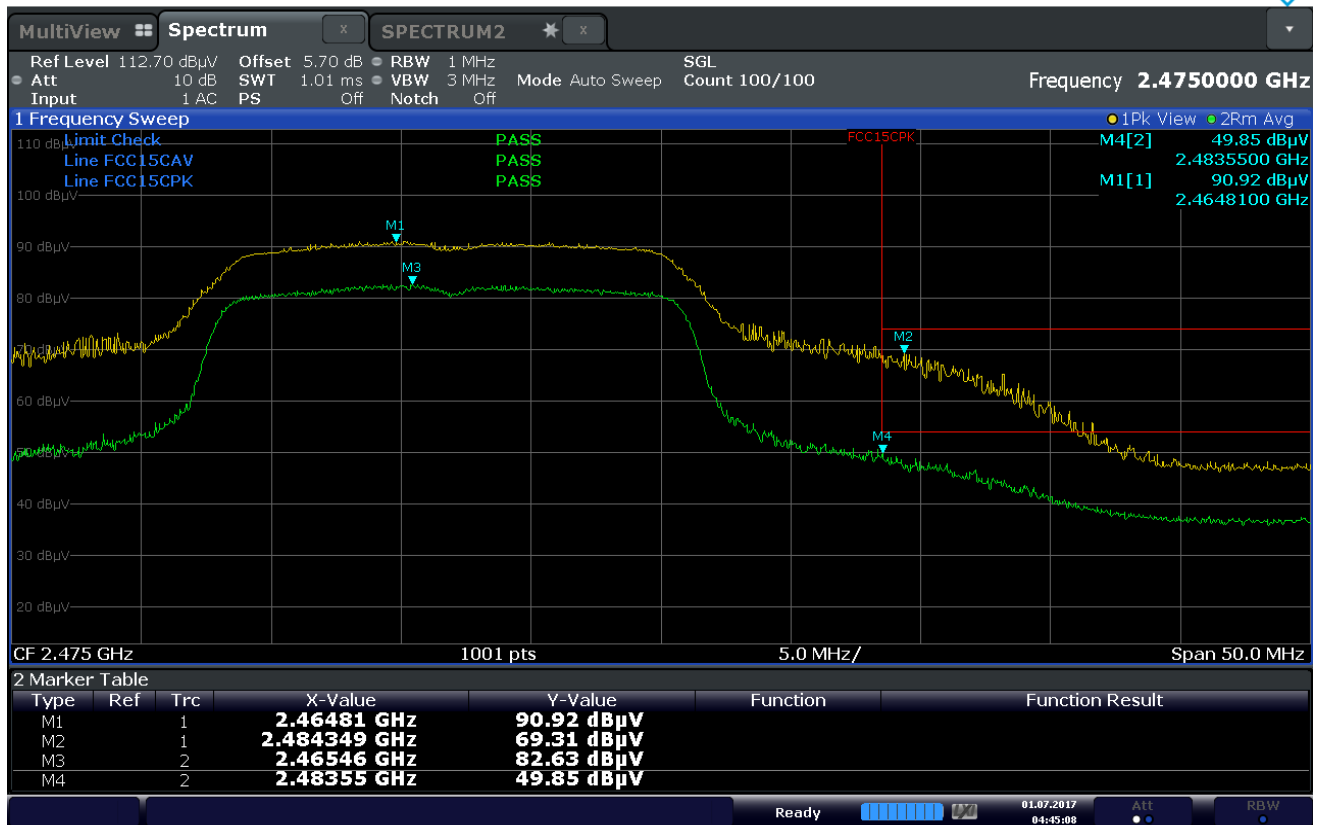 MultiView Spectrum x SPECTRUM2 x
Ref Level 112.70 dBµV Offset 5.70 dB RBW 1 MHz SGL
Att 10 dB SWT 1.01 ms VBW 3 MHz Mode Auto Sweep Count 100/100 Frequency 2.4750000 GHz
Input 1 AC PS Off Notch Off
1 Frequency Sweep 1Pk View 2Rm Avg
110 dBµV Limit Check PASS FCC15CPK M4[2] 49.85 dBµV
Line FCC15CAV PASS 2.4835500 GHz
Line FCC15CPK PASS M1[1] 90.92 dBµV
100 dBµV 2.4648100 GHz
M1
90 dBµV
M3
80 dBµV
M2
70 dBµV
60 dBµV
M4
50 dBµV
40 dBµV
30 dBµV
20 dBµV
CF 2.475 GHz 1001 pts 5.0 MHz/ Span 50.0 MHz
2 Marker Table
Type Ref Trc X-Value Y-Value Function Function Result
M1 1 2.46481 GHz 90.92 dBµV
M2 1 2.484349 GHz 69.31 dBµV
M3 2 2.46546 GHz 82.63 dBµV
M4 2 2.48355 GHz 49.85 dBµV
Ready 01.07.2017 Att RBW
04:45:08